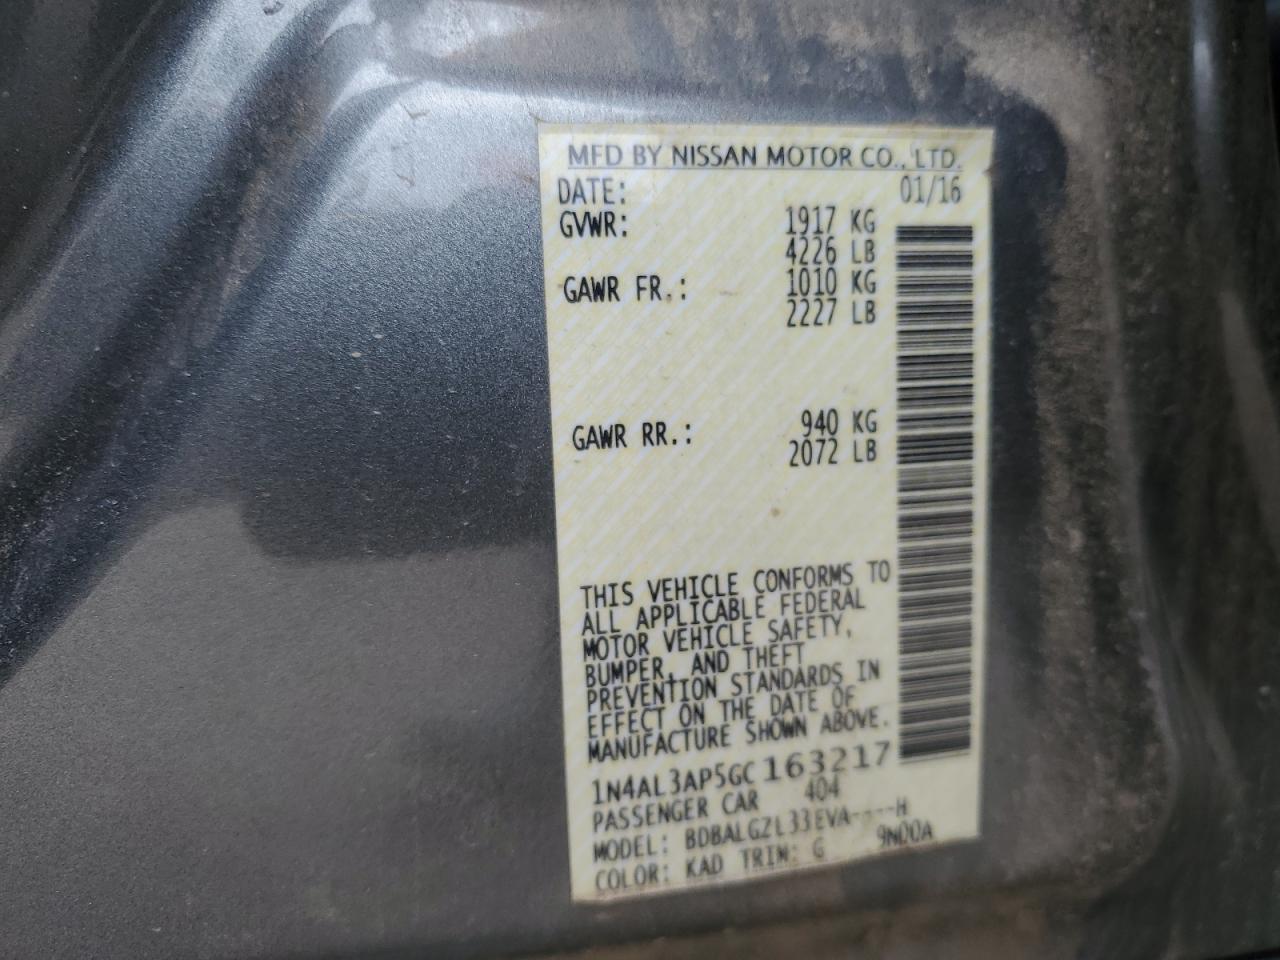 MFD BY NISSAN MOTOR CO., LTD.
DATE: 01/16
GVWR: 1917 KG
4226 LB
GAWR FR.: 1010 KG
2227 LB
GAWR RR.: 940 KG
2072 LB
THIS VEHICLE CONFORMS TO
ALL APPLICABLE FEDERAL
MOTOR VEHICLE SAFETY,
BUMPER, AND THEFT
PREVENTION STANDARDS IN
EFFECT ON THE DATE OF
MANUFACTURE SHOWN ABOVE.
1N4AL3AP5GC163217
PASSENGER CAR 404
MODEL: BDBALGZL33EVA----H
COLOR: KAD TRIM: G 9N00A